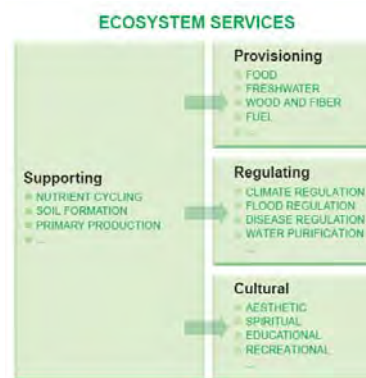 ECOSYSTEM SERVICES
Supporting
NUTRIENT CYCLING
SOIL FORMATION
PRIMARY PRODUCTION
...
Provisioning
FOOD
FRESHWATER
WOOD AND FIBER
FUEL
...
Regulating
CLIMATE REGULATION
FLOOD REGULATION
DISEASE REGULATION
WATER PURIFICATION
...
Cultural
AESTHETIC
SPIRITUAL
EDUCATIONAL
RECREATIONAL
...